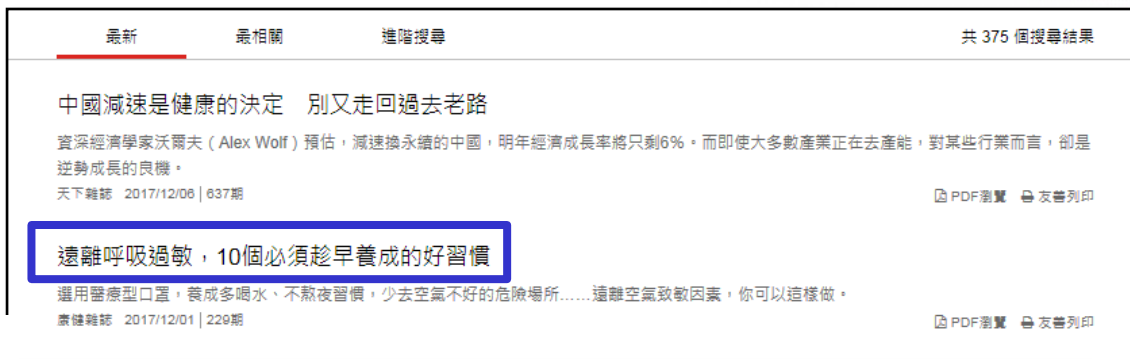 最新 最相關 進階搜尋 共 375 個搜尋結果
中國減速是健康的決定 別又走回過去老路
資深經濟學家沃爾夫（Alex Wolf）預估，減速換永續的中國，明年經濟成長率將只剩6%。而即使大多數產業正在去產能，對某些行業而言，卻是
逆勢成長的良機。
天下雜誌 2017/12/06 | 637期 PDF瀏覽 友善列印
遠離呼吸過敏，10個必須趁早養成的好習慣
選用醫療型口罩，養成多喝水、不熬夜習慣，少去空氣不好的危險場所……遠離空氣致敏因素，你可以這樣做。
康健雜誌 2017/12/01 | 229期 PDF瀏覽 友善列印